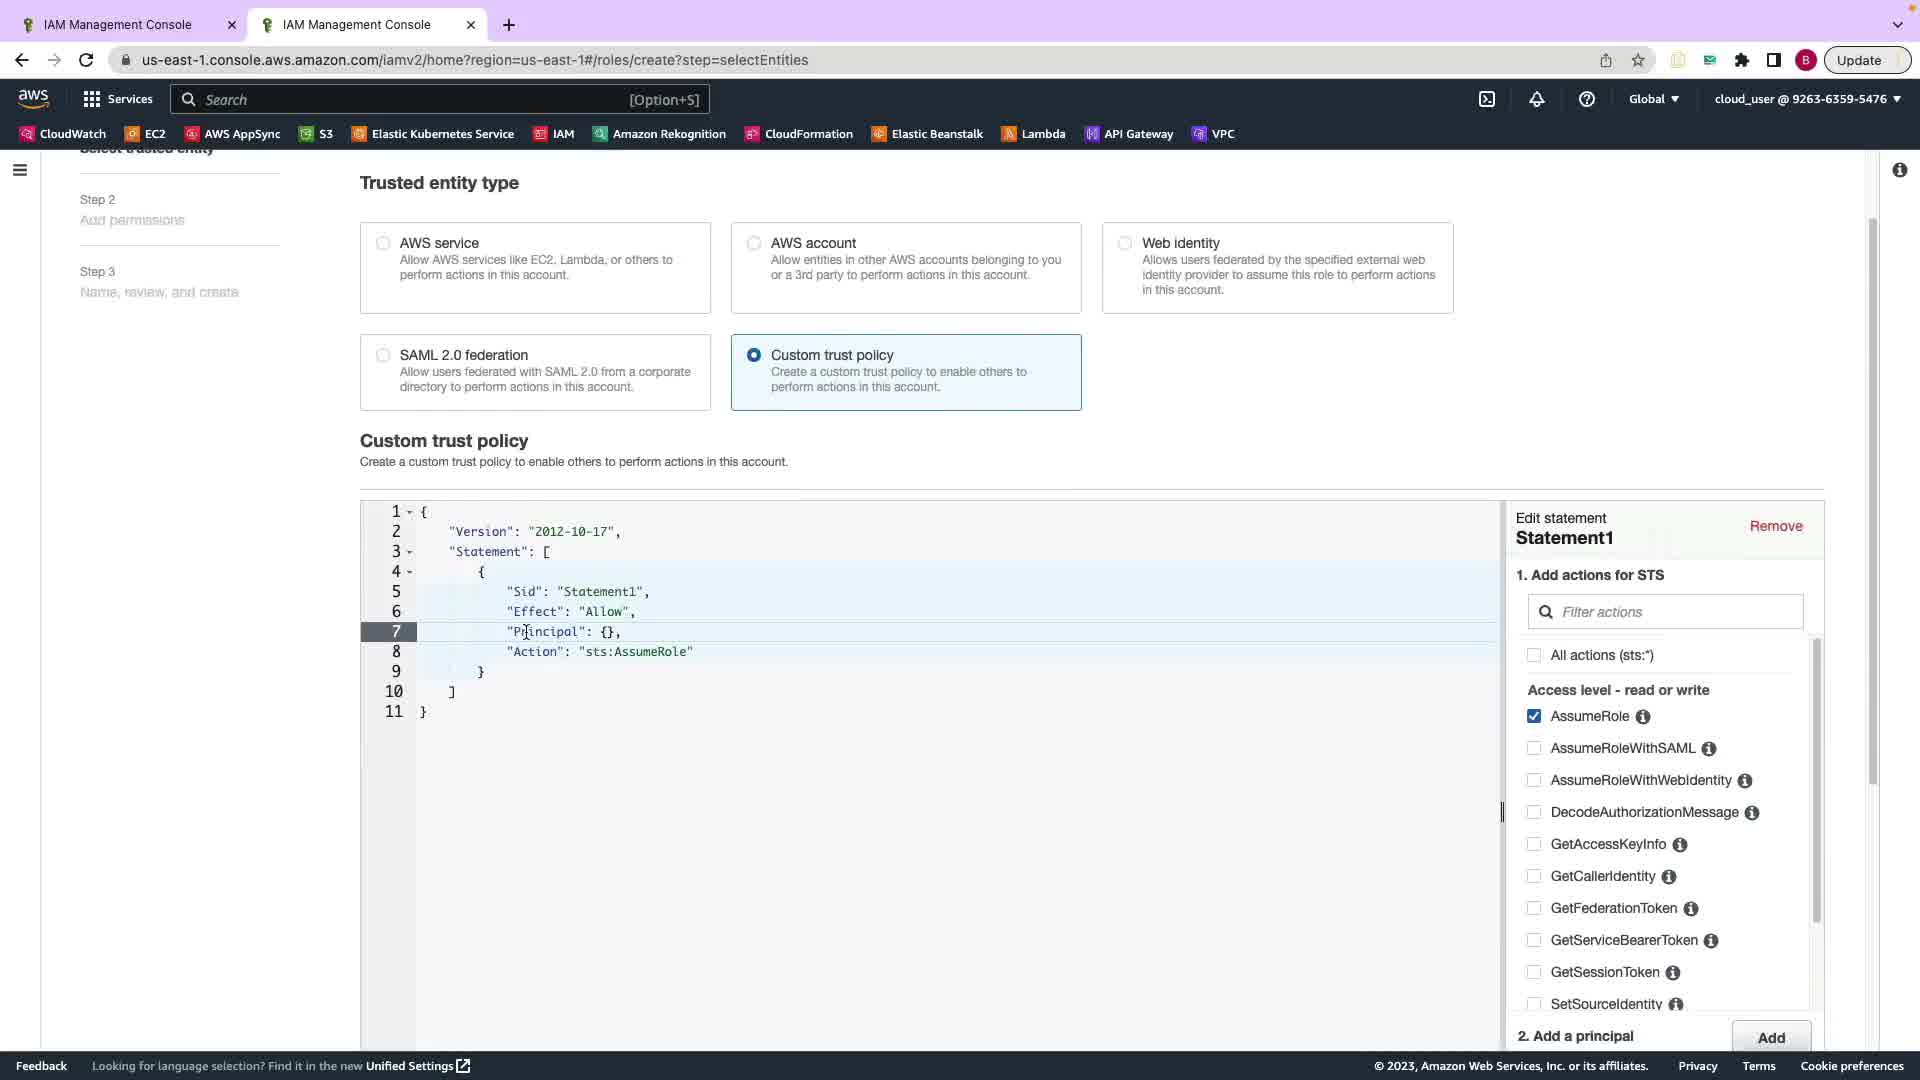 IAM Management Console
IAM Management Console
us-east-1.console.aws.amazon.com/iamv2/home?region=us-east-1#/roles/create?step=selectEntities
B
Update
aws
Services
Search
[Option+S]
Global
cloud_user @ 9263-6359-5476
CloudWatch
EC2
AWS AppSync
S3
Elastic Kubernetes Service
IAM
Amazon Rekognition
CloudFormation
Elastic Beanstalk
Lambda
API Gateway
VPC
Select trusted entity
Step 2
Add permissions
Step 3
Name, review, and create
Trusted entity type
AWS service
Allow AWS services like EC2, Lambda, or others to
perform actions in this account.
AWS account
Allow entities in other AWS accounts belonging to you
or a 3rd party to perform actions in this account.
Web identity
Allows users federated by the specified external web
identity provider to assume this role to perform actions
in this account.
SAML 2.0 federation
Allow users federated with SAML 2.0 from a corporate
directory to perform actions in this account.
Custom trust policy
Create a custom trust policy to enable others to
perform actions in this account.
Custom trust policy
Create a custom trust policy to enable others to perform actions in this account.
1 {
2 "Version": "2012-10-17",
3 "Statement": [
4 {
5 "Sid": "Statement1",
6 "Effect": "Allow",
7 "Principal": {},
8 "Action": "sts:AssumeRole"
9 }
10 ]
11 }
Edit statement
Statement1
Remove
1. Add actions for STS
Filter actions
All actions (sts:*)
Access level - read or write
AssumeRole
AssumeRoleWithSAML
AssumeRoleWithWebIdentity
DecodeAuthorizationMessage
GetAccessKeyInfo
GetCallerIdentity
GetFederationToken
GetServiceBearerToken
GetSessionToken
SetSourceIdentity
2. Add a principal
Add
Feedback
Looking for language selection? Find it in the new Unified Settings
© 2023, Amazon Web Services, Inc. or its affiliates.
Privacy
Terms
Cookie preferences